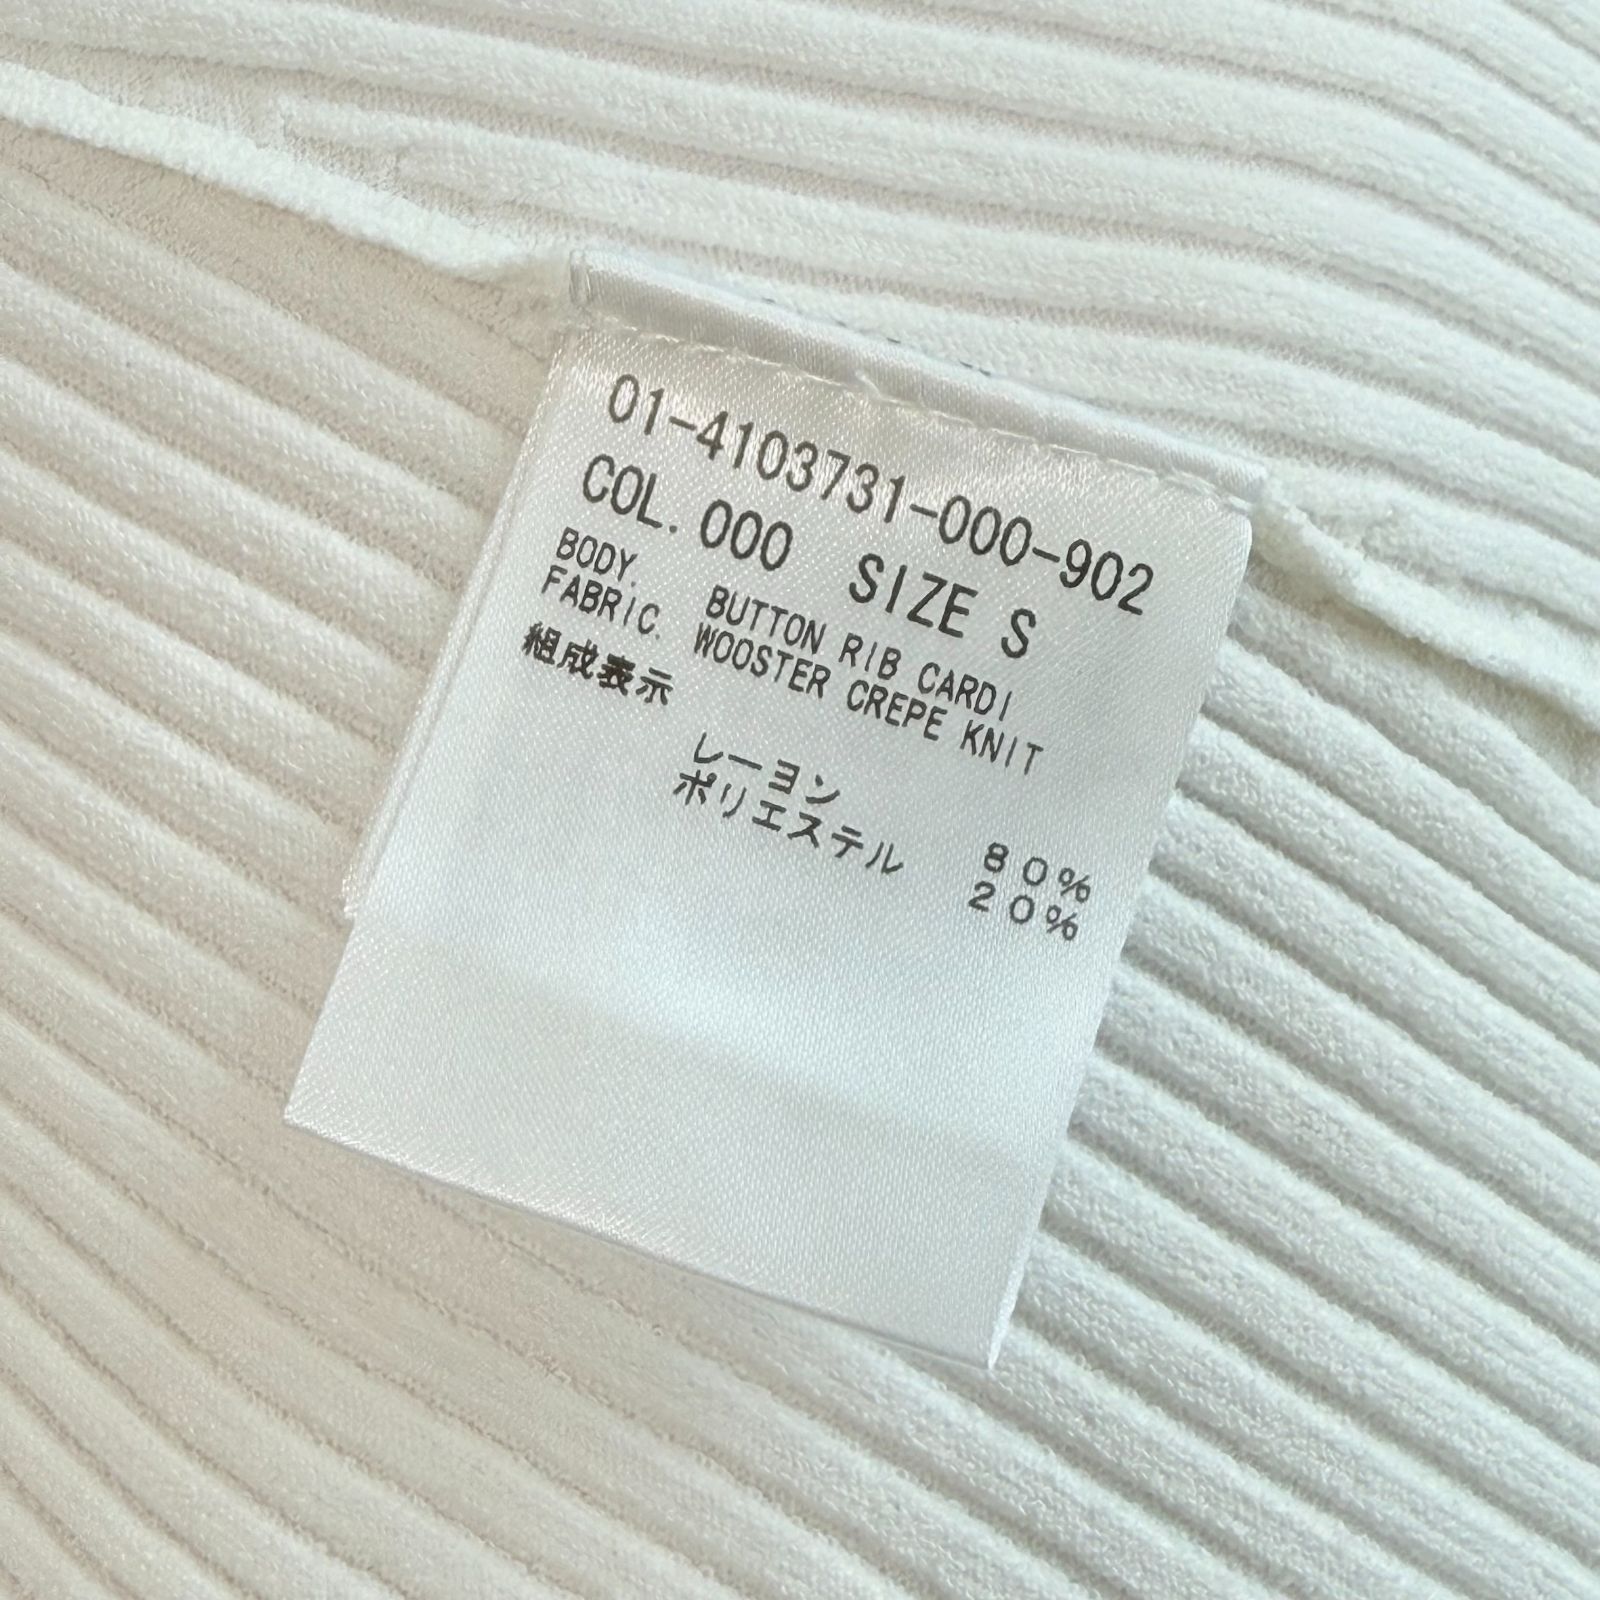 01-4103731-000-902
COL. 000 SIZE S
BODY. BUTTON RIB CARDI
FABRIC. WOOSTER CREPE KNIT
組成表示
レーヨン 80%
ポリエステル 20%